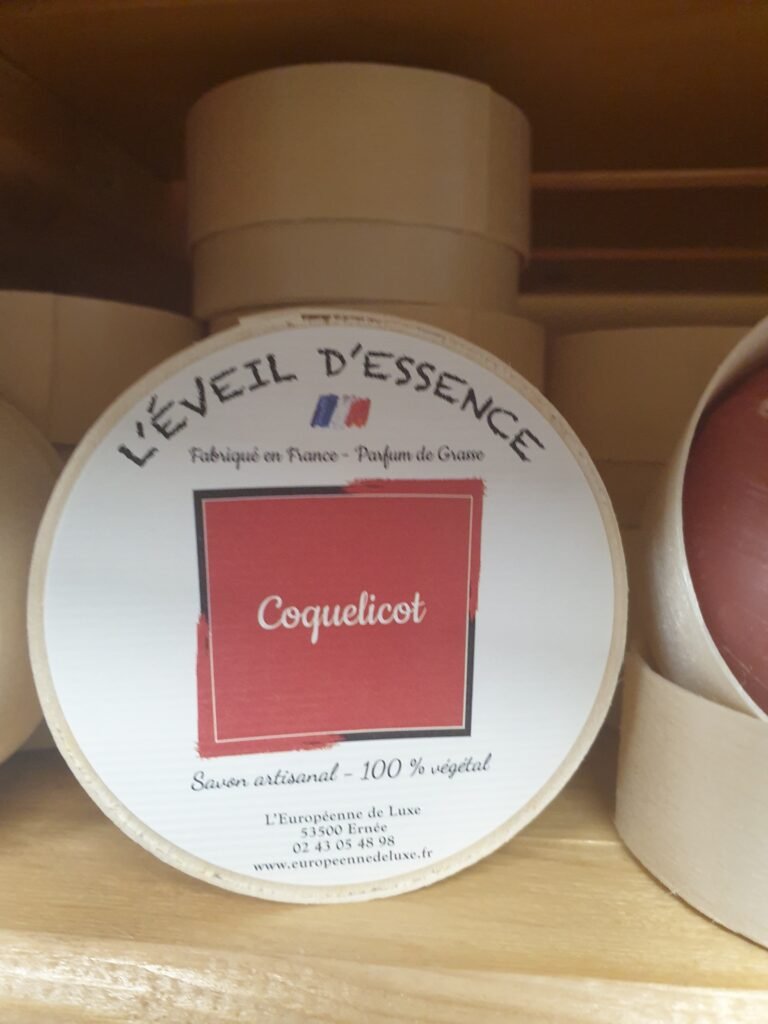 L'ÉVEIL D'ESSENCE
Fabriqué en France - Parfum de Grasse
Coquelicot
Savon artisanal - 100 % végétal
L'Européenne de Luxe
53500 Ernée
02 43 05 48 98
www.europeennedeluxe.fr